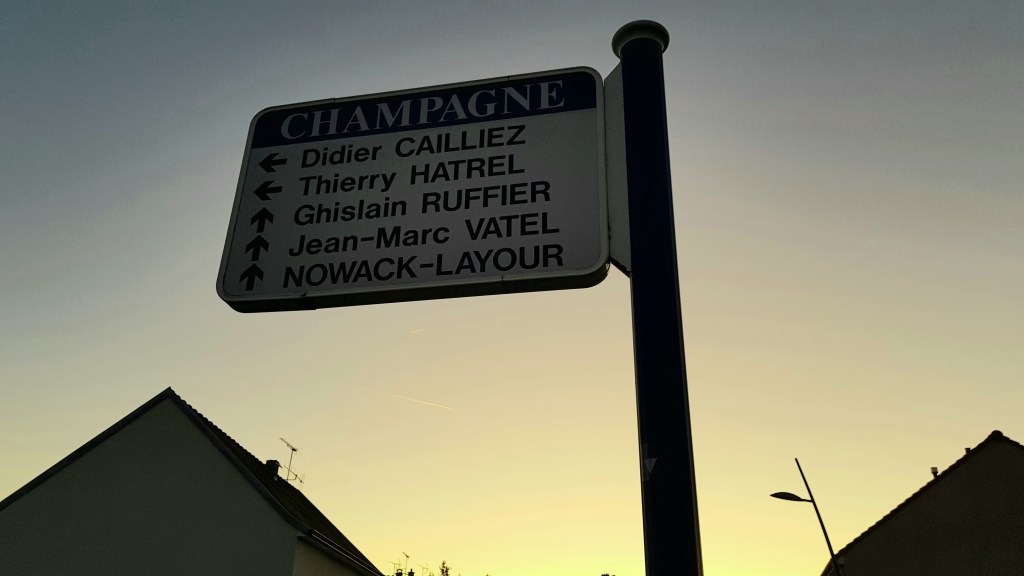 CHAMPAGNE
← Didier CAILLIEZ
← Thierry HATREL
↑ Ghislain RUFFIER
↑ Jean-Marc VATEL
↑ NOWACK-LAYOUR